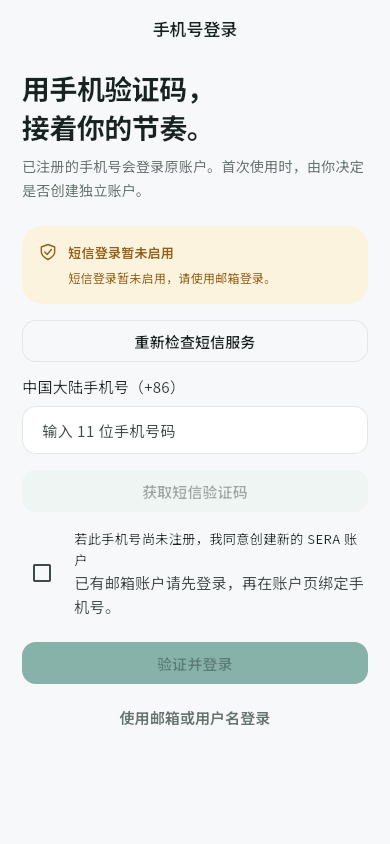 手机号登录
用手机验证码，
接着你的节奏。
已注册的手机号会登录原账户。首次使用时，由你决定
是否创建独立账户。
短信登录暂未启用
短信登录暂未启用，请使用邮箱登录。
重新检查短信服务
中国大陆手机号（+86）
输入 11 位手机号码
获取短信验证码
若此手机号尚未注册，我同意创建新的 SERA 账
户
已有邮箱账户请先登录，再在账户页绑定手
机号。
验证并登录
使用邮箱或用户名登录